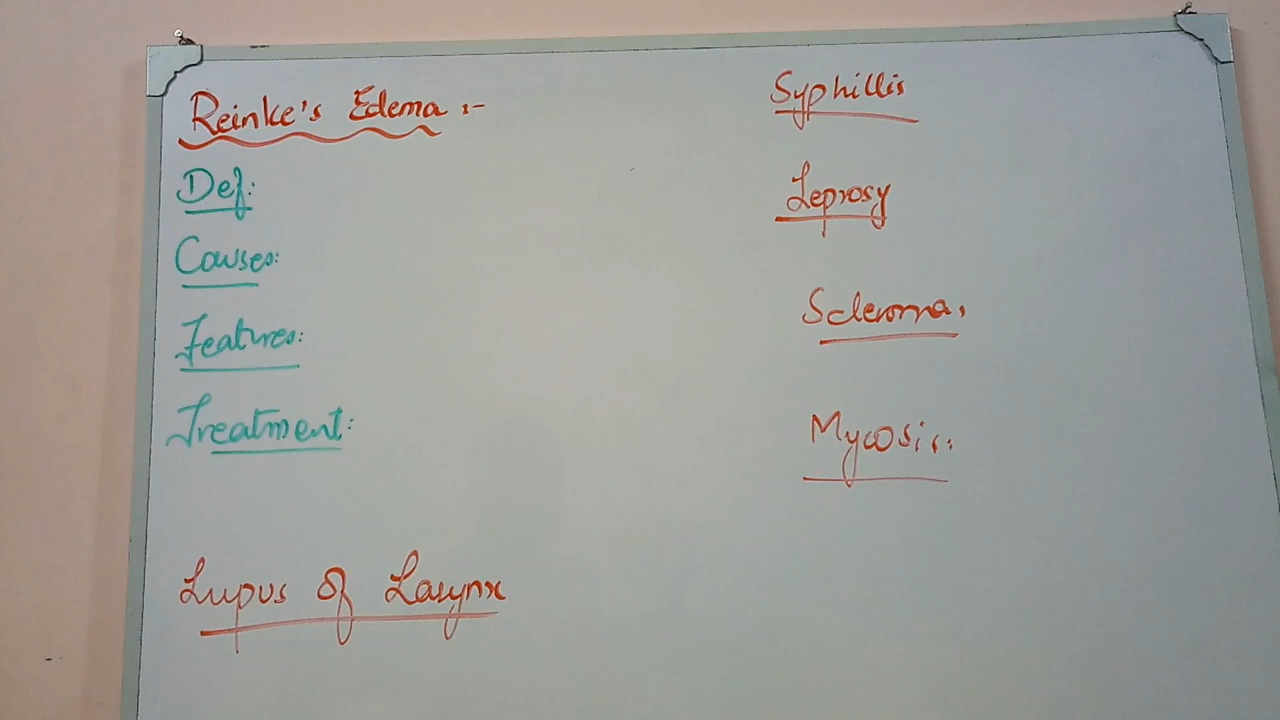 Reinke's Edema :-
Def:
Causes:
Features:
Treatment:
Lupus of Larynx
Syphillis
Leprosy
Scleroma.
Mycosis: